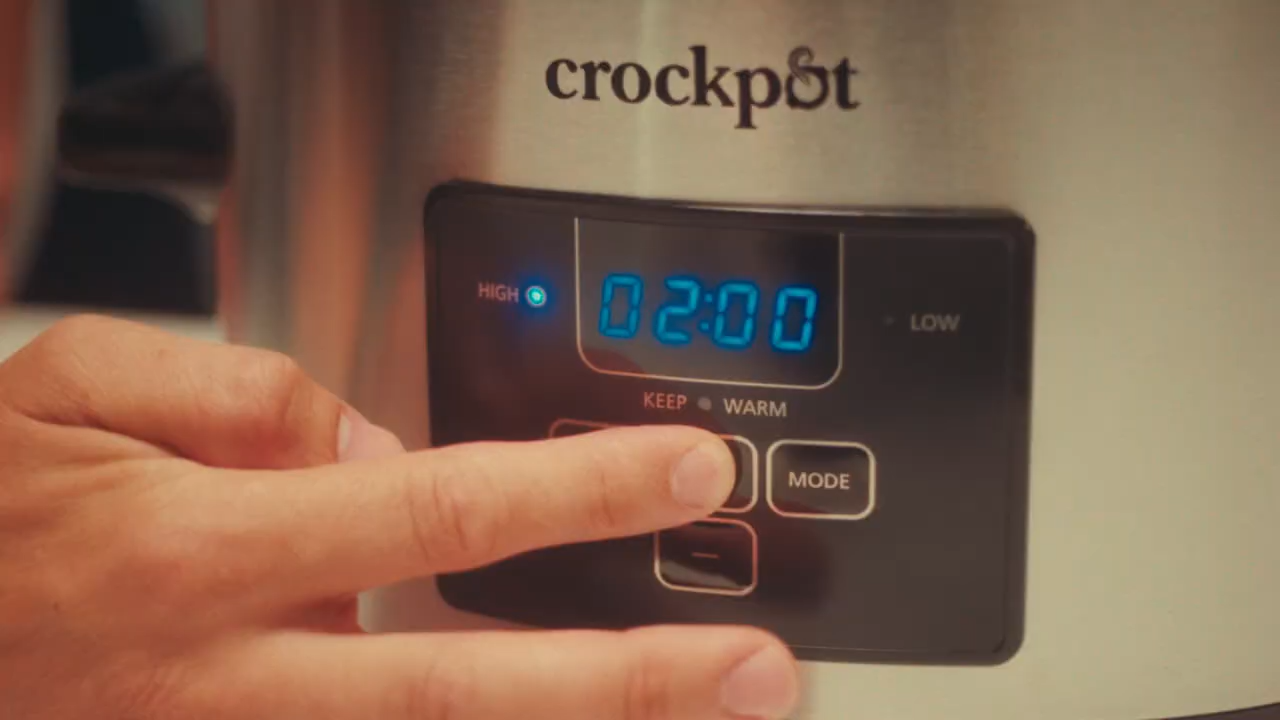 crockpot
HIGH
02:00
LOW
KEEP WARM
MODE
—